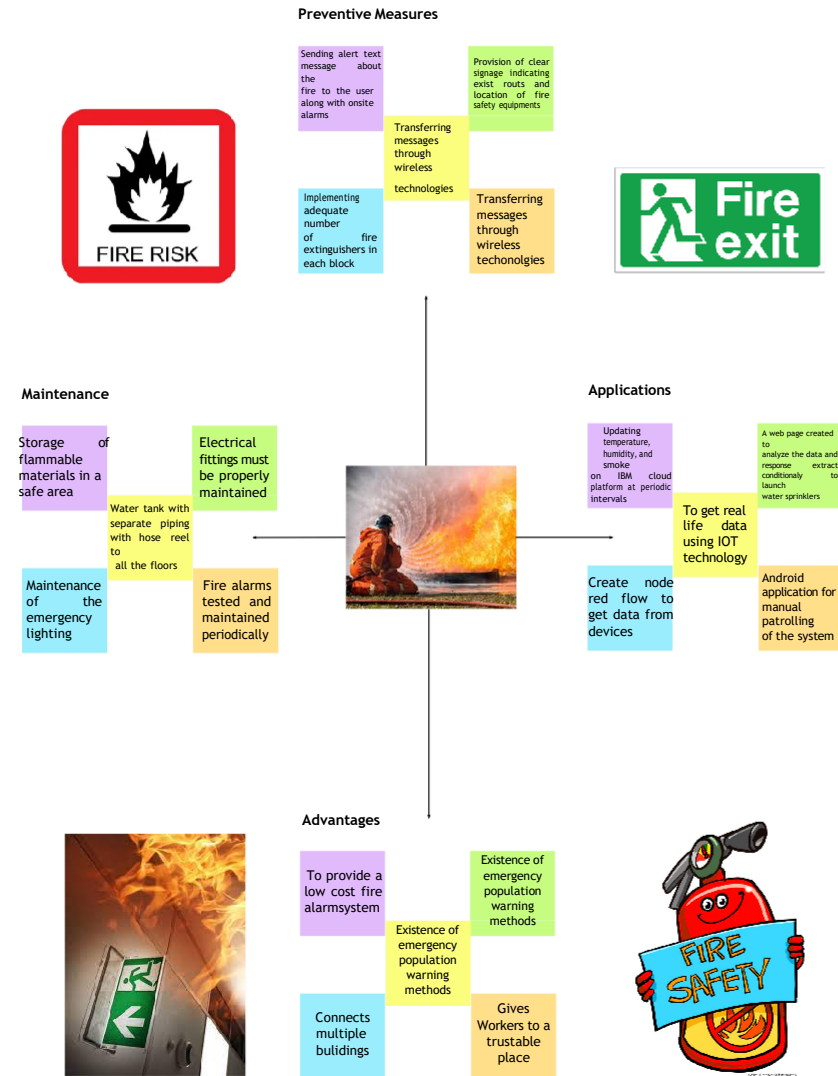 Preventive Measures
Sending alert text
message about
the
fire to the user
along with onsite
alarms
Provision of clear
signage indicating
exist routs and
location of fire
safety equipments
Transferring
messages
through
wireless
technologies
Implementing
adequate
number
of fire
extinguishers in
each block
Transferring
messages
through
wireless
techonolgies
FIRE RISK
Fire
exit
Maintenance
Storage of
flammable
materials in a
safe area
Electrical
fittings must
be properly
maintained
Water tank with
separate piping
with hose reel
to
all the floors
Maintenance
of the
emergency
lighting
Fire alarms
tested and
maintained
periodically
Applications
Updating
temperature,
humidity, and
smoke
on IBM cloud
platform at periodic
intervals
A web page created
to
analyze the data and
response extract
conditionaly to
launch
water sprinklers
To get real
life data
using IOT
technology
Create node
red flow to
get data from
devices
Android
application for
manual
patrolling
of the system
Advantages
To provide a
low cost fire
alarmsystem
Existence of
emergency
population
warning
methods
Existence of
emergency
population
warning
methods
Connects
multiple
bulidings
Gives
Workers to a
trustable
place
FIRE
SAFETY